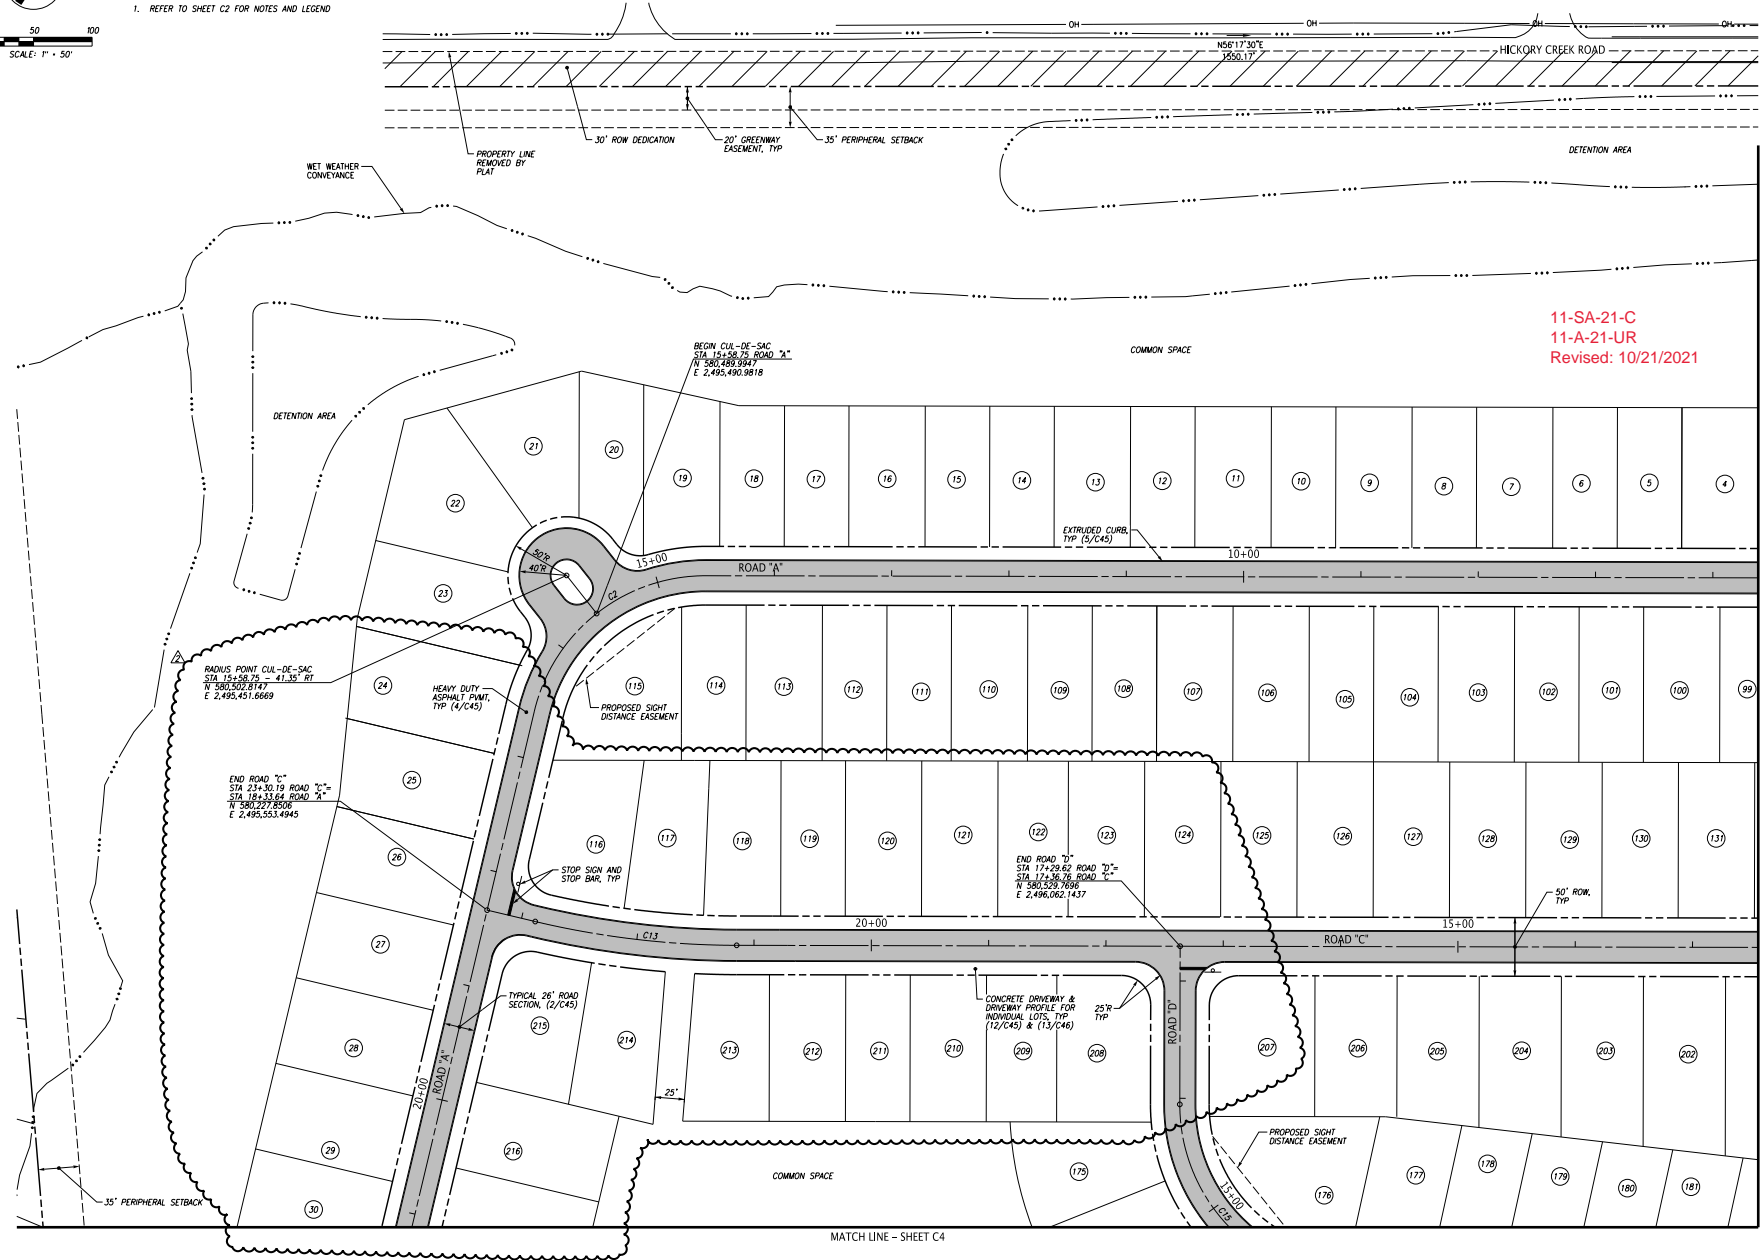 1. REFER TO SHEET C2 FOR NOTES AND LEGEND
50 100
SCALE: 1" = 50'
OH OH OH OH
N56°17'30"E
1550.17'
HICKORY CREEK ROAD
30' ROW DEDICATION
20' GREENWAY
EASEMENT, TYP
35' PERIPHERAL SETBACK
PROPERTY LINE
REMOVED BY
PLAT
WET WEATHER
CONVEYANCE
DETENTION AREA
11-SA-21-C
11-A-21-UR
Revised: 10/21/2021
COMMON SPACE
BEGIN CUL-DE-SAC
STA 15+58.75 ROAD "A"
N 580,489.9947
E 2,495,490.9818
DETENTION AREA
21 20 19 18 17 16 15 14 13 12 11 10 9 8 7 6 5 4
22
EXTRUDED CURB,
TYP (5/C45)
50'R
40'R
15+00
ROAD "A"
10+00
C2
23
2
RADIUS POINT CUL-DE-SAC
STA 15+58.75 - 41.35' RT
N 580,502.8147
E 2,495,451.6669
24
HEAVY DUTY
ASPHALT PVMT,
TYP (4/C45)
PROPOSED SIGHT
DISTANCE EASEMENT
115 114 113 112 111 110 109 108 107 106 105 104 103 102 101 100 99
25
END ROAD "C"
STA 23+30.19 ROAD "C"=
STA 18+33.64 ROAD "A"
N 580,227.8506
E 2,495,553.4945
26
116 117 118 119 120 121 122 123 124 125 126 127 128 129 130 131
STOP SIGN AND
STOP BAR, TYP
END ROAD "D"
STA 17+29.62 ROAD "D"=
STA 17+36.76 ROAD "C"
N 580,529.7696
E 2,496,062.1437
50' ROW,
TYP
27
C13
20+00
ROAD "C"
15+00
TYPICAL 26' ROAD
SECTION, (2/C45)
CONCRETE DRIVEWAY &
DRIVEWAY PROFILE FOR
INDIVIDUAL LOTS, TYP
(12/C45) & (13/C46)
25'R
TYP
ROAD "D"
28
215 214 213 212 211 210 209 208 207 206 205 204 203 202
20+00
ROAD "A"
25'
PROPOSED SIGHT
DISTANCE EASEMENT
29
216
COMMON SPACE
175 176 177 178 179 180 181
15+00
C15
35' PERIPHERAL SETBACK
30
MATCH LINE - SHEET C4